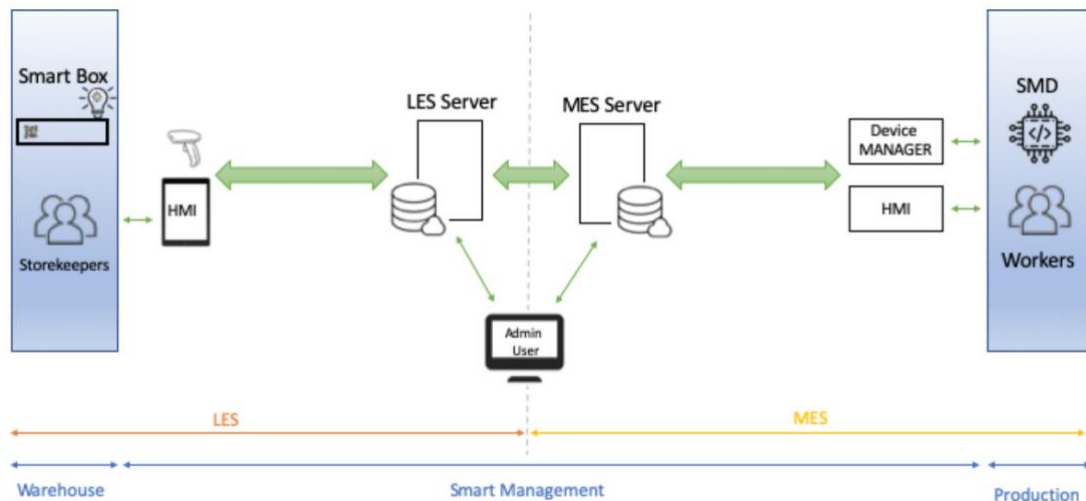 Smart Box
Storekeepers
HMI
LES Server
MES Server
Admin
User
Device
MANAGER
HMI
SMD
</>
Workers
LES
MES
Warehouse
Smart Management
Production